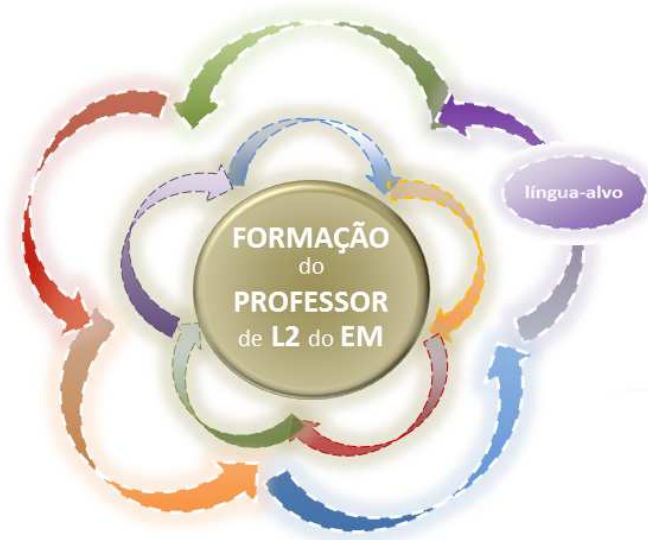 língua-alvo
FORMAÇÃO
do
PROFESSOR
de L2 do EM